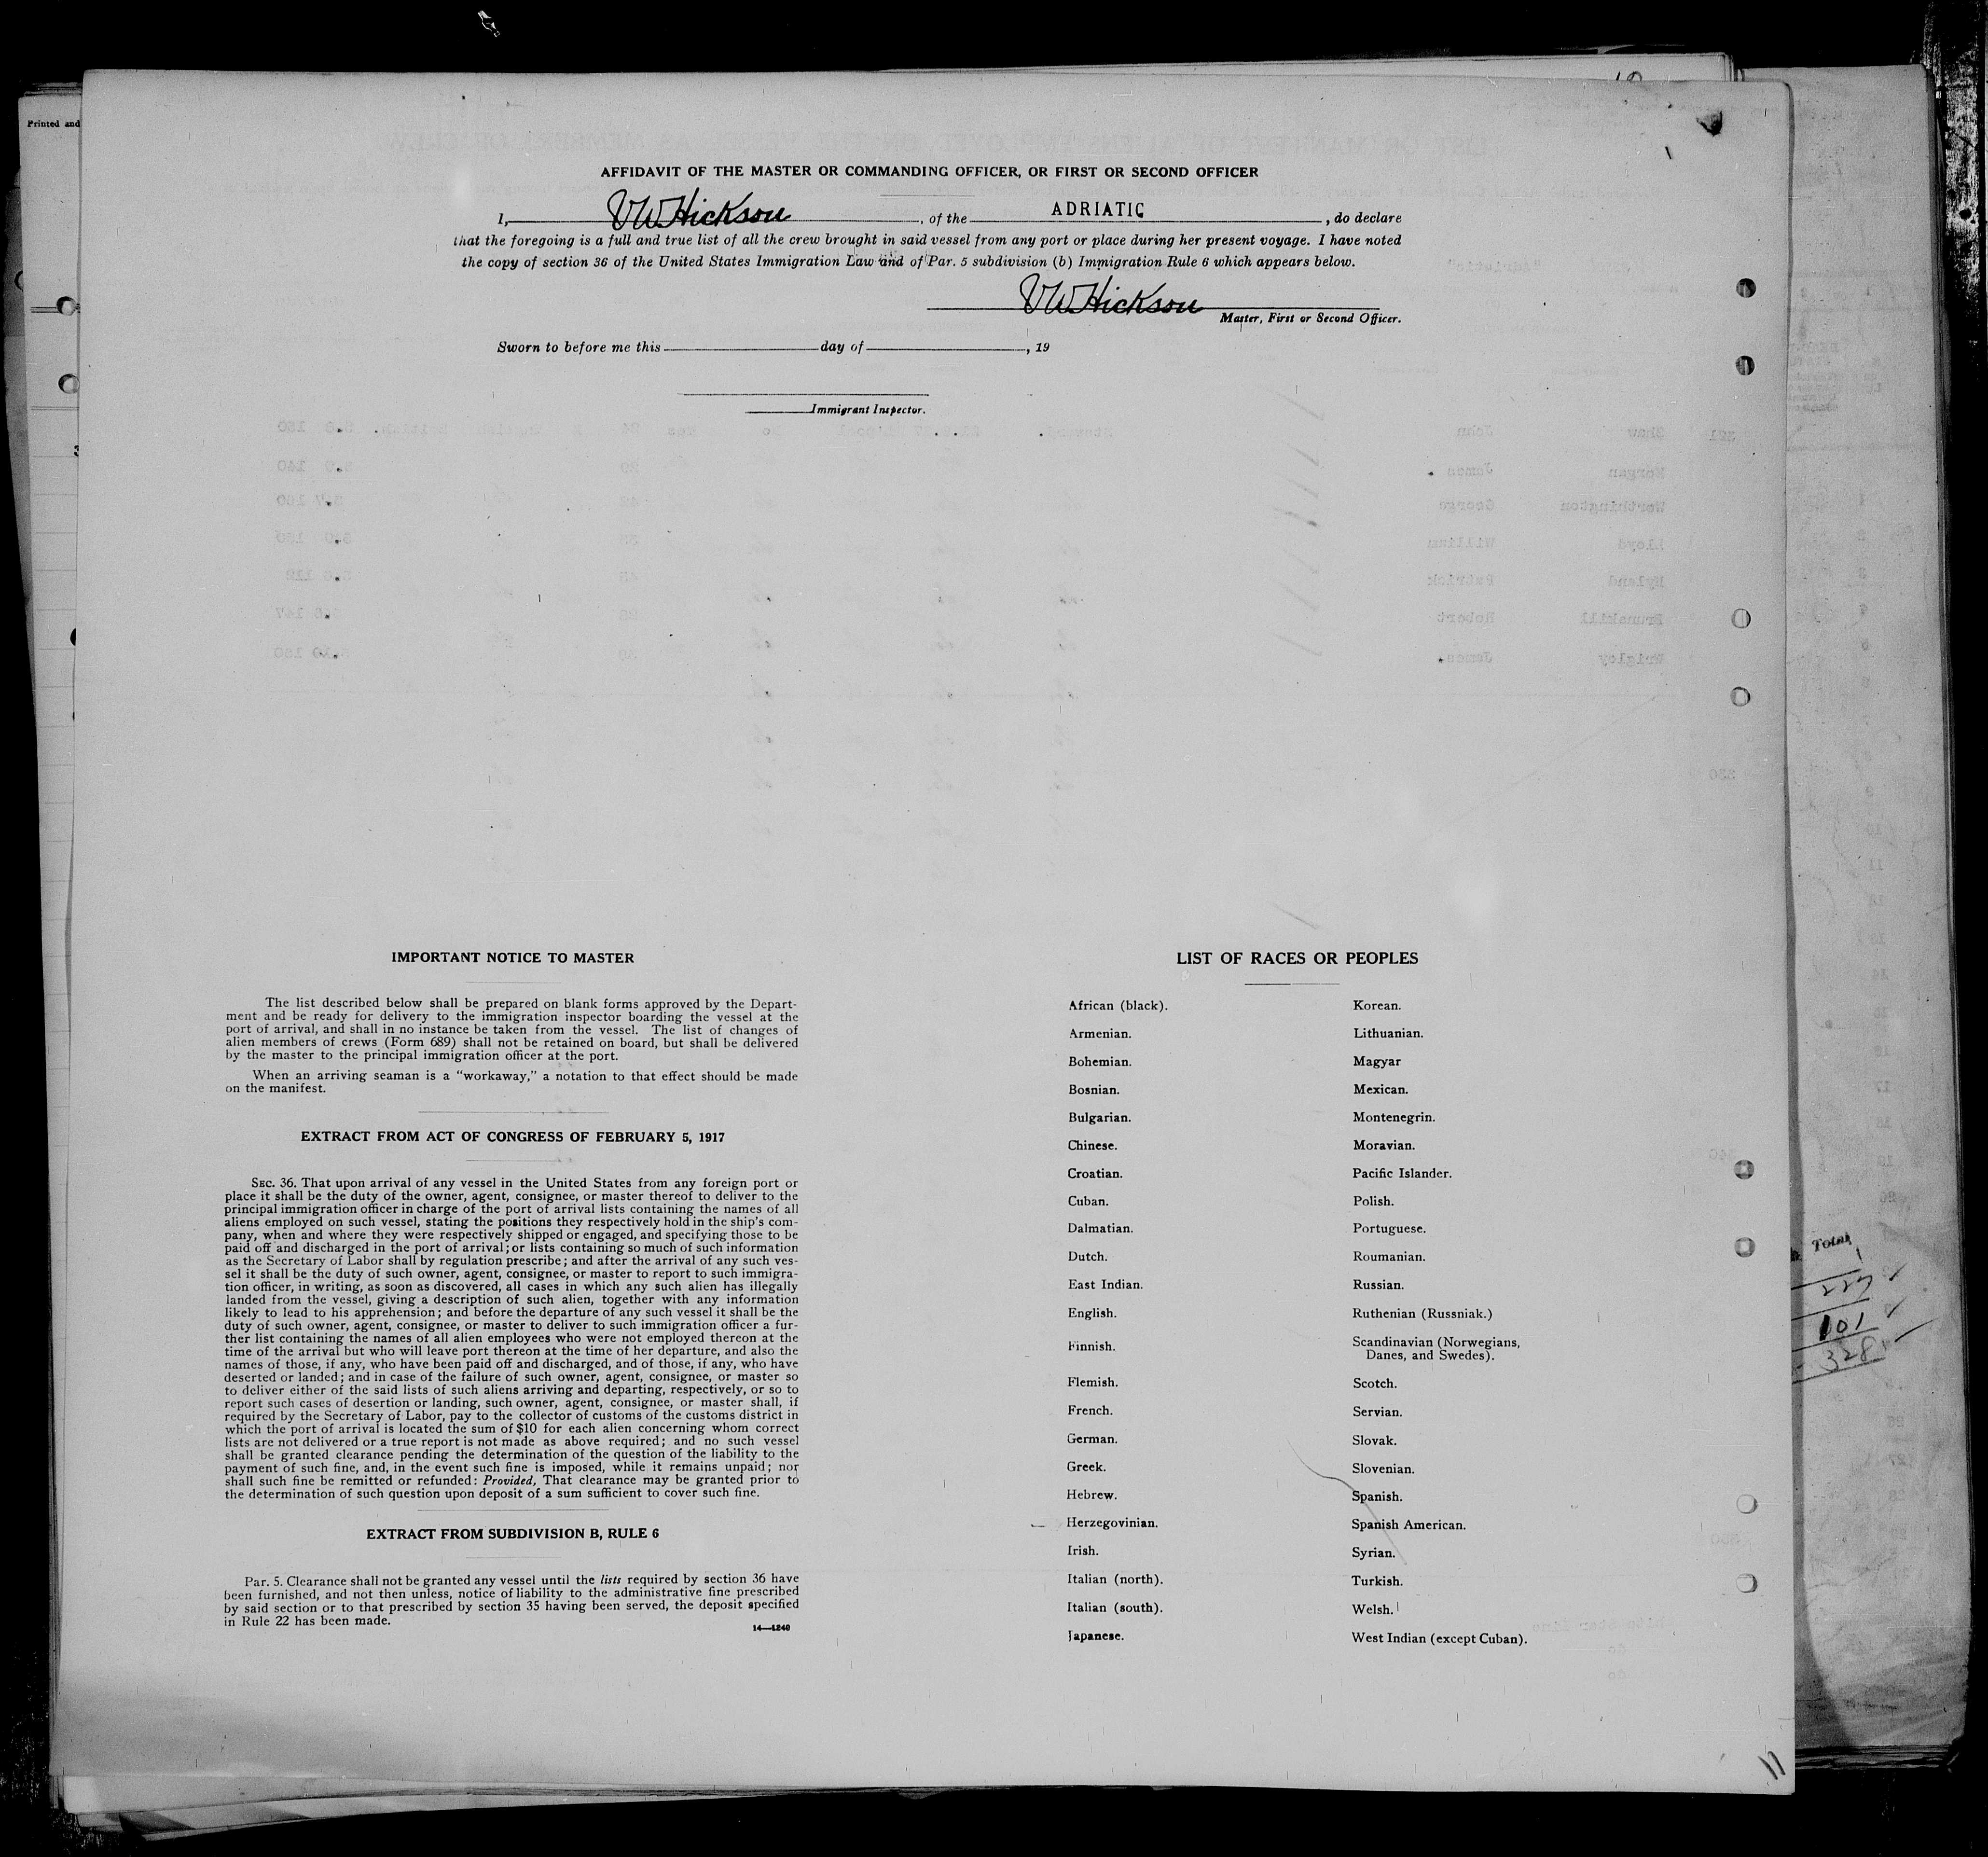 Printed and
AFFIDAVIT OF THE MASTER OR COMMANDING OFFICER, OR FIRST OR SECOND OFFICER
I, VW Hickson, of the ADRIATIC, do declare
that the foregoing is a full and true list of all the crew brought in said vessel from any port or place during her present voyage. I have noted
the copy of section 36 of the United States Immigration Law and of Par. 5 subdivision (b) Immigration Rule 6 which appears below.
VW Hickson
Master, First or Second Officer.
Sworn to before me this day of , 19
Immigrant Inspector.
IMPORTANT NOTICE TO MASTER
The list described below shall be prepared on blank forms approved by the Depart-
ment and be ready for delivery to the immigration inspector boarding the vessel at the
port of arrival, and shall in no instance be taken from the vessel. The list of changes of
alien members of crews (Form 689) shall not be retained on board, but shall be delivered
by the master to the principal immigration officer at the port.
When an arriving seaman is a "workaway," a notation to that effect should be made
on the manifest.
EXTRACT FROM ACT OF CONGRESS OF FEBRUARY 5, 1917
SEC. 36. That upon arrival of any vessel in the United States from any foreign port or
place it shall be the duty of the owner, agent, consignee, or master thereof to deliver to the
principal immigration officer in charge of the port of arrival lists containing the names of all
aliens employed on such vessel, stating the positions they respectively hold in the ship's com-
pany, when and where they were respectively shipped or engaged, and specifying those to be
paid off and discharged in the port of arrival; or lists containing so much of such information
as the Secretary of Labor shall by regulation prescribe; and after the arrival of any such ves-
sel it shall be the duty of such owner, agent, consignee, or master to report to such immigra-
tion officer, in writing, as soon as discovered, all cases in which any such alien has illegally
landed from the vessel, giving a description of such alien, together with any information
likely to lead to his apprehension; and before the departure of any such vessel it shall be the
duty of such owner, agent, consignee, or master to deliver to such immigration officer a fur-
ther list containing the names of all alien employees who were not employed thereon at the
time of the arrival but who will leave port thereon at the time of her departure, and also the
names of those, if any, who have been paid off and discharged, and of those, if any, who have
deserted or landed; and in case of the failure of such owner, agent, consignee, or master so
to deliver either of the said lists of such aliens arriving and departing, respectively, or so to
report such cases of desertion or landing, such owner, agent, consignee, or master shall, if
required by the Secretary of Labor, pay to the collector of customs of the customs district in
which the port of arrival is located the sum of $10 for each alien concerning whom correct
lists are not delivered or a true report is not made as above required; and no such vessel
shall be granted clearance pending the determination of the question of the liability to the
payment of such fine, and, in the event such fine is imposed, while it remains unpaid; nor
shall such fine be remitted or refunded: Provided, That clearance may be granted prior to
the determination of such question upon deposit of a sum sufficient to cover such fine.
EXTRACT FROM SUBDIVISION B, RULE 6
Par. 5. Clearance shall not be granted any vessel until the lists required by section 36 have
been furnished, and not then unless, notice of liability to the administrative fine prescribed
by said section or to that prescribed by section 35 having been served, the deposit specified
in Rule 22 has been made.
14—1240
LIST OF RACES OR PEOPLES
African (black).
Armenian.
Bohemian.
Bosnian.
Bulgarian.
Chinese.
Croatian.
Cuban.
Dalmatian.
Dutch.
East Indian.
English.
Finnish.
Flemish.
French.
German.
Greek.
Hebrew.
Herzegovinian.
Irish.
Italian (north).
Italian (south).
Japanese.
Korean.
Lithuanian.
Magyar
Mexican.
Montenegrin.
Moravian.
Pacific Islander.
Polish.
Portuguese.
Roumanian.
Russian.
Ruthenian (Russniak.)
Scandinavian (Norwegians,
Danes, and Swedes).
Scotch.
Servian.
Slovak.
Slovenian.
Spanish.
Spanish American.
Syrian.
Turkish.
Welsh.
West Indian (except Cuban).
Total
227
101
328
11